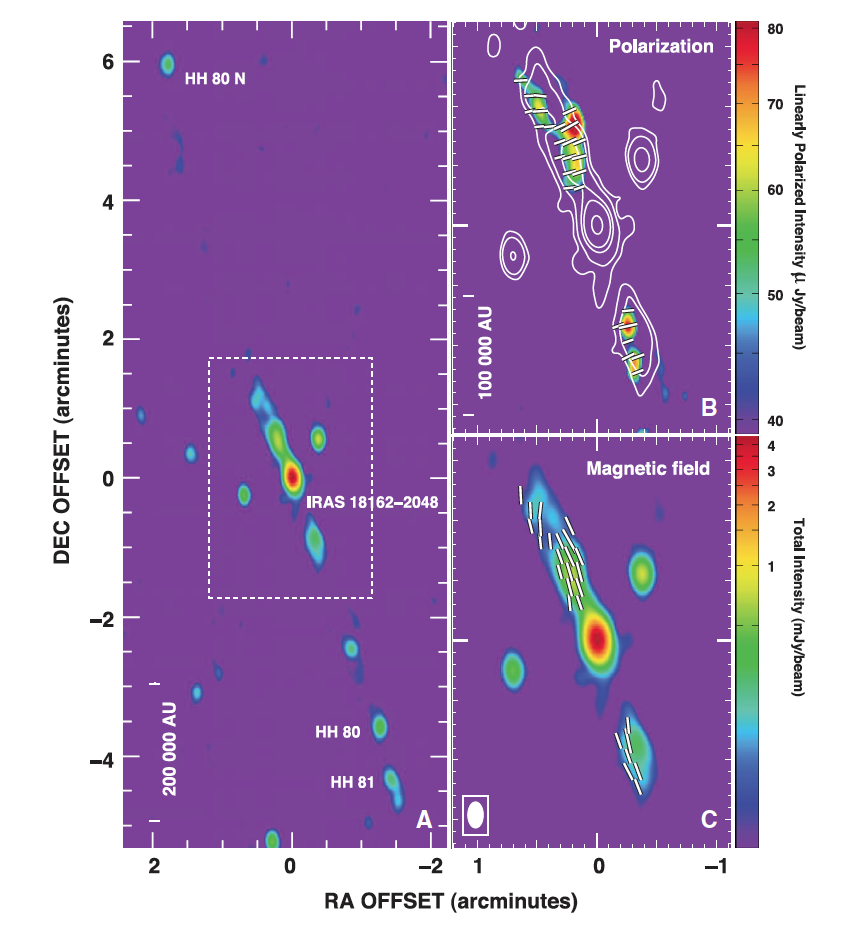 HH 80 N
IRAS 18162–2048
HH 80
HH 81
200 000 AU
A
6
4
2
0
−2
−4
2
0
−2
DEC OFFSET (arcminutes)
Polarization
100 000 AU
B
80
70
60
50
40
Linearly Polarized Intensity (μ Jy/beam)
Magnetic field
C
4
3
2
1
Total Intensity (mJy/beam)
1
0
−1
RA OFFSET (arcminutes)